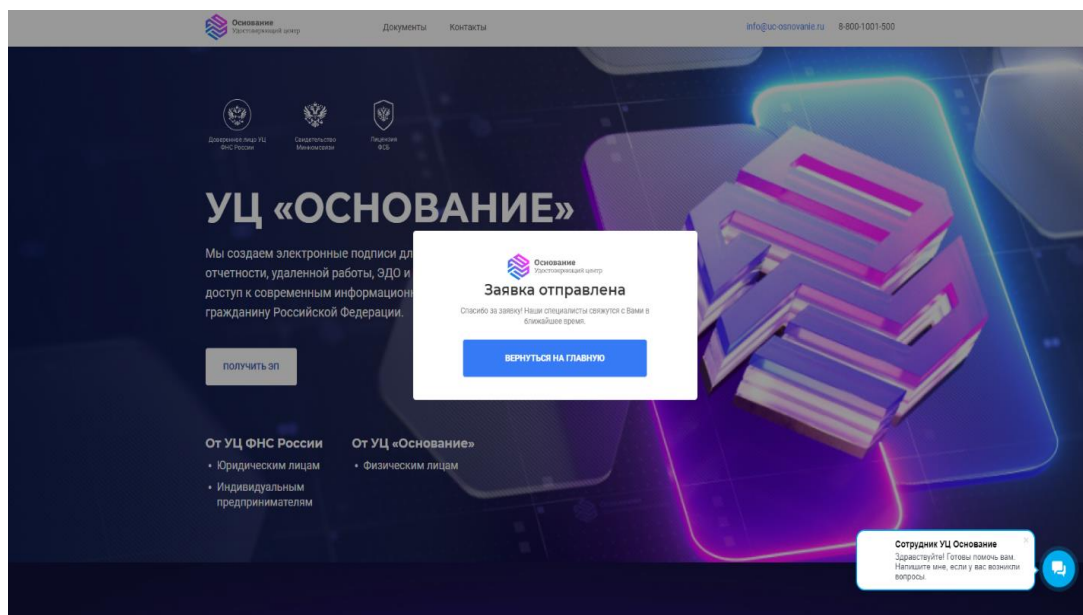 Основание
Удостоверяющий центр
Документы
Контакты
info@uc-osnovanie.ru
8-800-1001-500
Доверенное лицо УЦ
ФНС России
Свидетельство
Минкомсвязи
Лицензия
ФСБ
УЦ «ОСНОВАНИЕ»
Мы создаем электронные подписи дл
отчетности, удаленной работы, ЭДО и
доступ к современным информацион
гражданину Российской Федерации.
ПОЛУЧИТЬ ЭП
Основание
Удостоверяющий центр
Заявка отправлена
Спасибо за заявку! Наши специалисты свяжутся с Вами в
ближайшее время.
ВЕРНУТЬСЯ НА ГЛАВНУЮ
От УЦ ФНС России
• Юридическим лицам
• Индивидуальным
предпринимателям
От УЦ «Основание»
• Физическим лицам
Сотрудник УЦ Основание
Здравствуйте! Готовы помочь вам.
Напишите мне, если у вас возникли
вопросы.